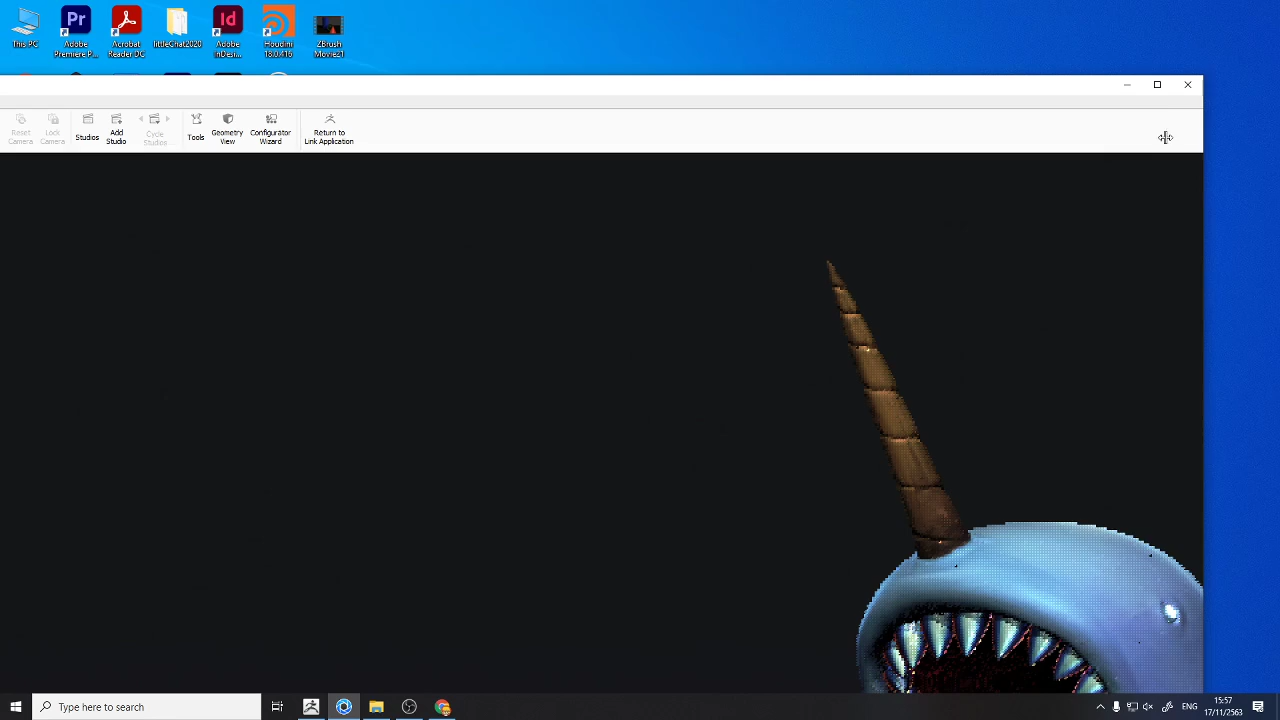 Pr
Id
This PC
Adobe
Premiere P...
Acrobat
Reader DC
littleChat2020
Adobe
InDesi...
Houdini
18.0.416
ZBrush
Movie21
Reset
Camera
Lock
Camera
Studios
Add
Studio
Cycle
Studios
Tools
Geometry
View
Configurator
Wizard
Return to
Link Application
Type here to search
ENG
15:57
17/11/2563